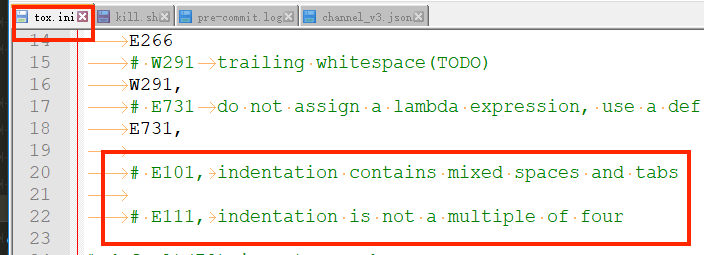 tox.ini kill.sh pre-commit.log channel_v3.json
14 E266
15 # W291 trailing whitespace(TODO)
16 W291,
17 # E731 do not assign a lambda expression, use a def
18 E731,
19
20 # E101, indentation contains mixed spaces and tabs
21
22 # E111, indentation is not a multiple of four
23